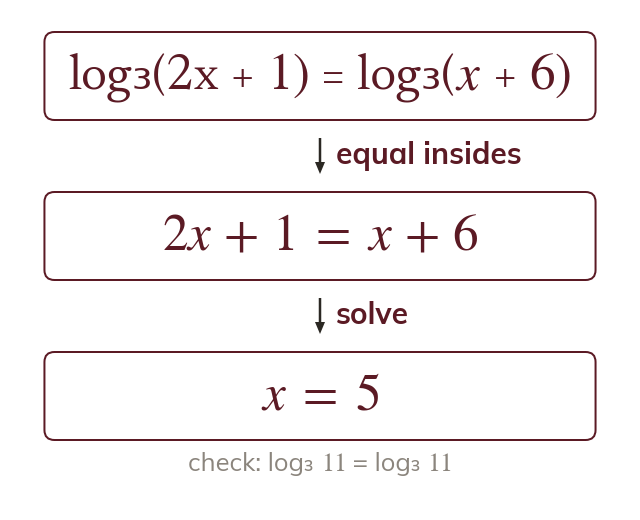 log₃(2x + 1) = log₃(x + 6)
equal insides
2x + 1 = x + 6
solve
x = 5
check: log₃ 11 = log₃ 11